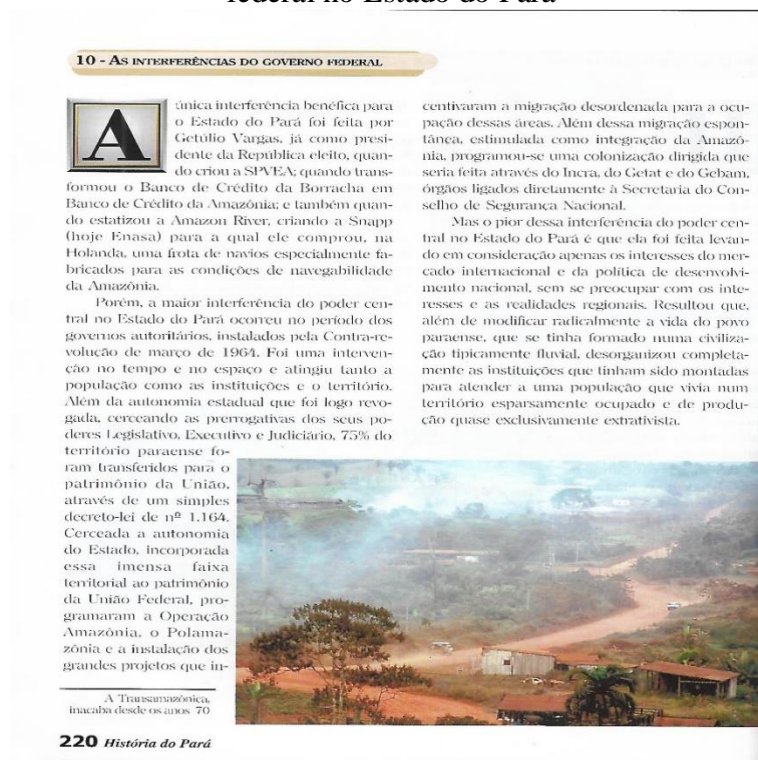 federal no Estado do Pará
10 - AS INTERFERÊNCIAS DO GOVERNO FEDERAL
A única interferência benéfica para
o Estado do Pará foi feita por
Getúlio Vargas, já como presi-
dente da República eleito, quan-
do criou a SPVEA; quando trans-
formou o Banco de Crédito da Borracha em
Banco de Crédito da Amazônia; e também quan-
do estatizou a Amazon River, criando a Snapp
(hoje Enasa) para a qual ele comprou, na
Holanda, uma frota de navios especialmente fa-
bricados para as condições de navegabilidade
da Amazônia.
Porém, a maior interferência do poder cen-
tral no Estado do Pará ocorreu no período dos
governos autoritários, instalados pela Contra-re-
volução de março de 1964. Foi uma interven-
ção no tempo e no espaço e atingiu tanto a
população como as instituições e o território.
Além da autonomia estadual que foi logo revo-
gada, cerceando as prerrogativas dos seus po-
deres Legislativo, Executivo e Judiciário, 75% do
território paraense fo-
ram transferidos para o
patrimônio da União,
através de um simples
decreto-lei de nº 1.164.
Cerceada a autonomia
do Estado, incorporada
essa imensa faixa
territorial ao patrimônio
da União Federal, pro-
gramaram a Operação
Amazônia, o Polama-
zônia e a instalação dos
grandes projetos que in-
centivaram a migração desordenada para a ocu-
pação dessas áreas. Além dessa migração espon-
tânea, estimulada como integração da Amazô-
nia, programou-se uma colonização dirigida que
seria feita através do Incra, do Getat e do Gebam,
órgãos ligados diretamente à Secretaria do Con-
selho de Segurança Nacional.
Mas o pior dessa interferência do poder cen-
tral no Estado do Pará é que ela foi feita levan-
do em consideração apenas os interesses do mer-
cado internacional e da política de desenvolvi-
mento nacional, sem se preocupar com os inte-
resses e as realidades regionais. Resultou que,
além de modificar radicalmente a vida do povo
paraense, que se tinha formado numa civiliza-
ção tipicamente fluvial, desorganizou completa-
mente as instituições que tinham sido montadas
para atender a uma população que vivia num
território esparsamente ocupado e de produ-
ção quase exclusivamente extrativista.
A Transamazônica,
inacaba desde os anos 70
220 História do Pará